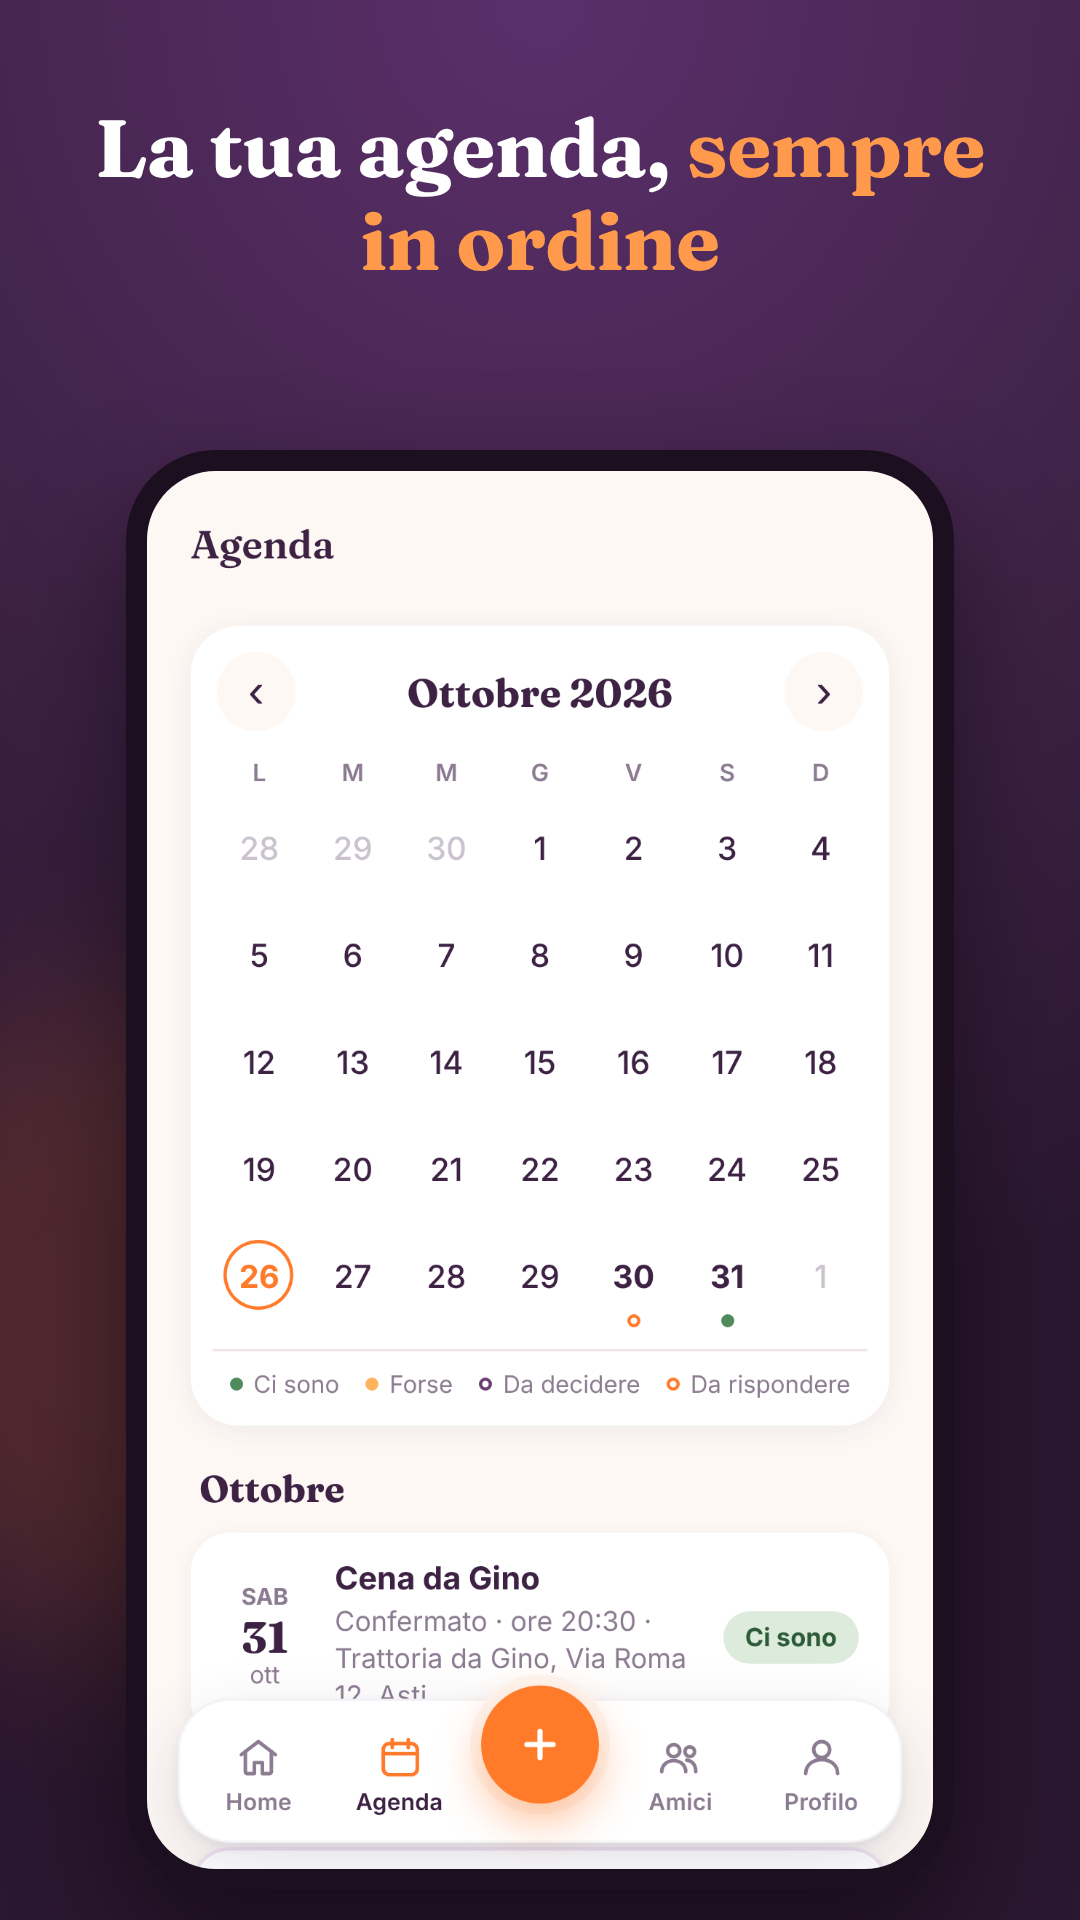 La tua agenda, sempre
in ordine
Agenda
‹ Ottobre 2026 ›
L M M G V S D
28 29 30 1 2 3 4
5 6 7 8 9 10 11
12 13 14 15 16 17 18
19 20 21 22 23 24 25
26 27 28 29 30 31 1
Ci sono Forse Da decidere Da rispondere
Ottobre
SAB
31
ott
Cena da Gino
Confermato · ore 20:30 ·
Trattoria da Gino, Via Roma
12, Asti
Ci sono
+
Home Agenda Amici Profilo